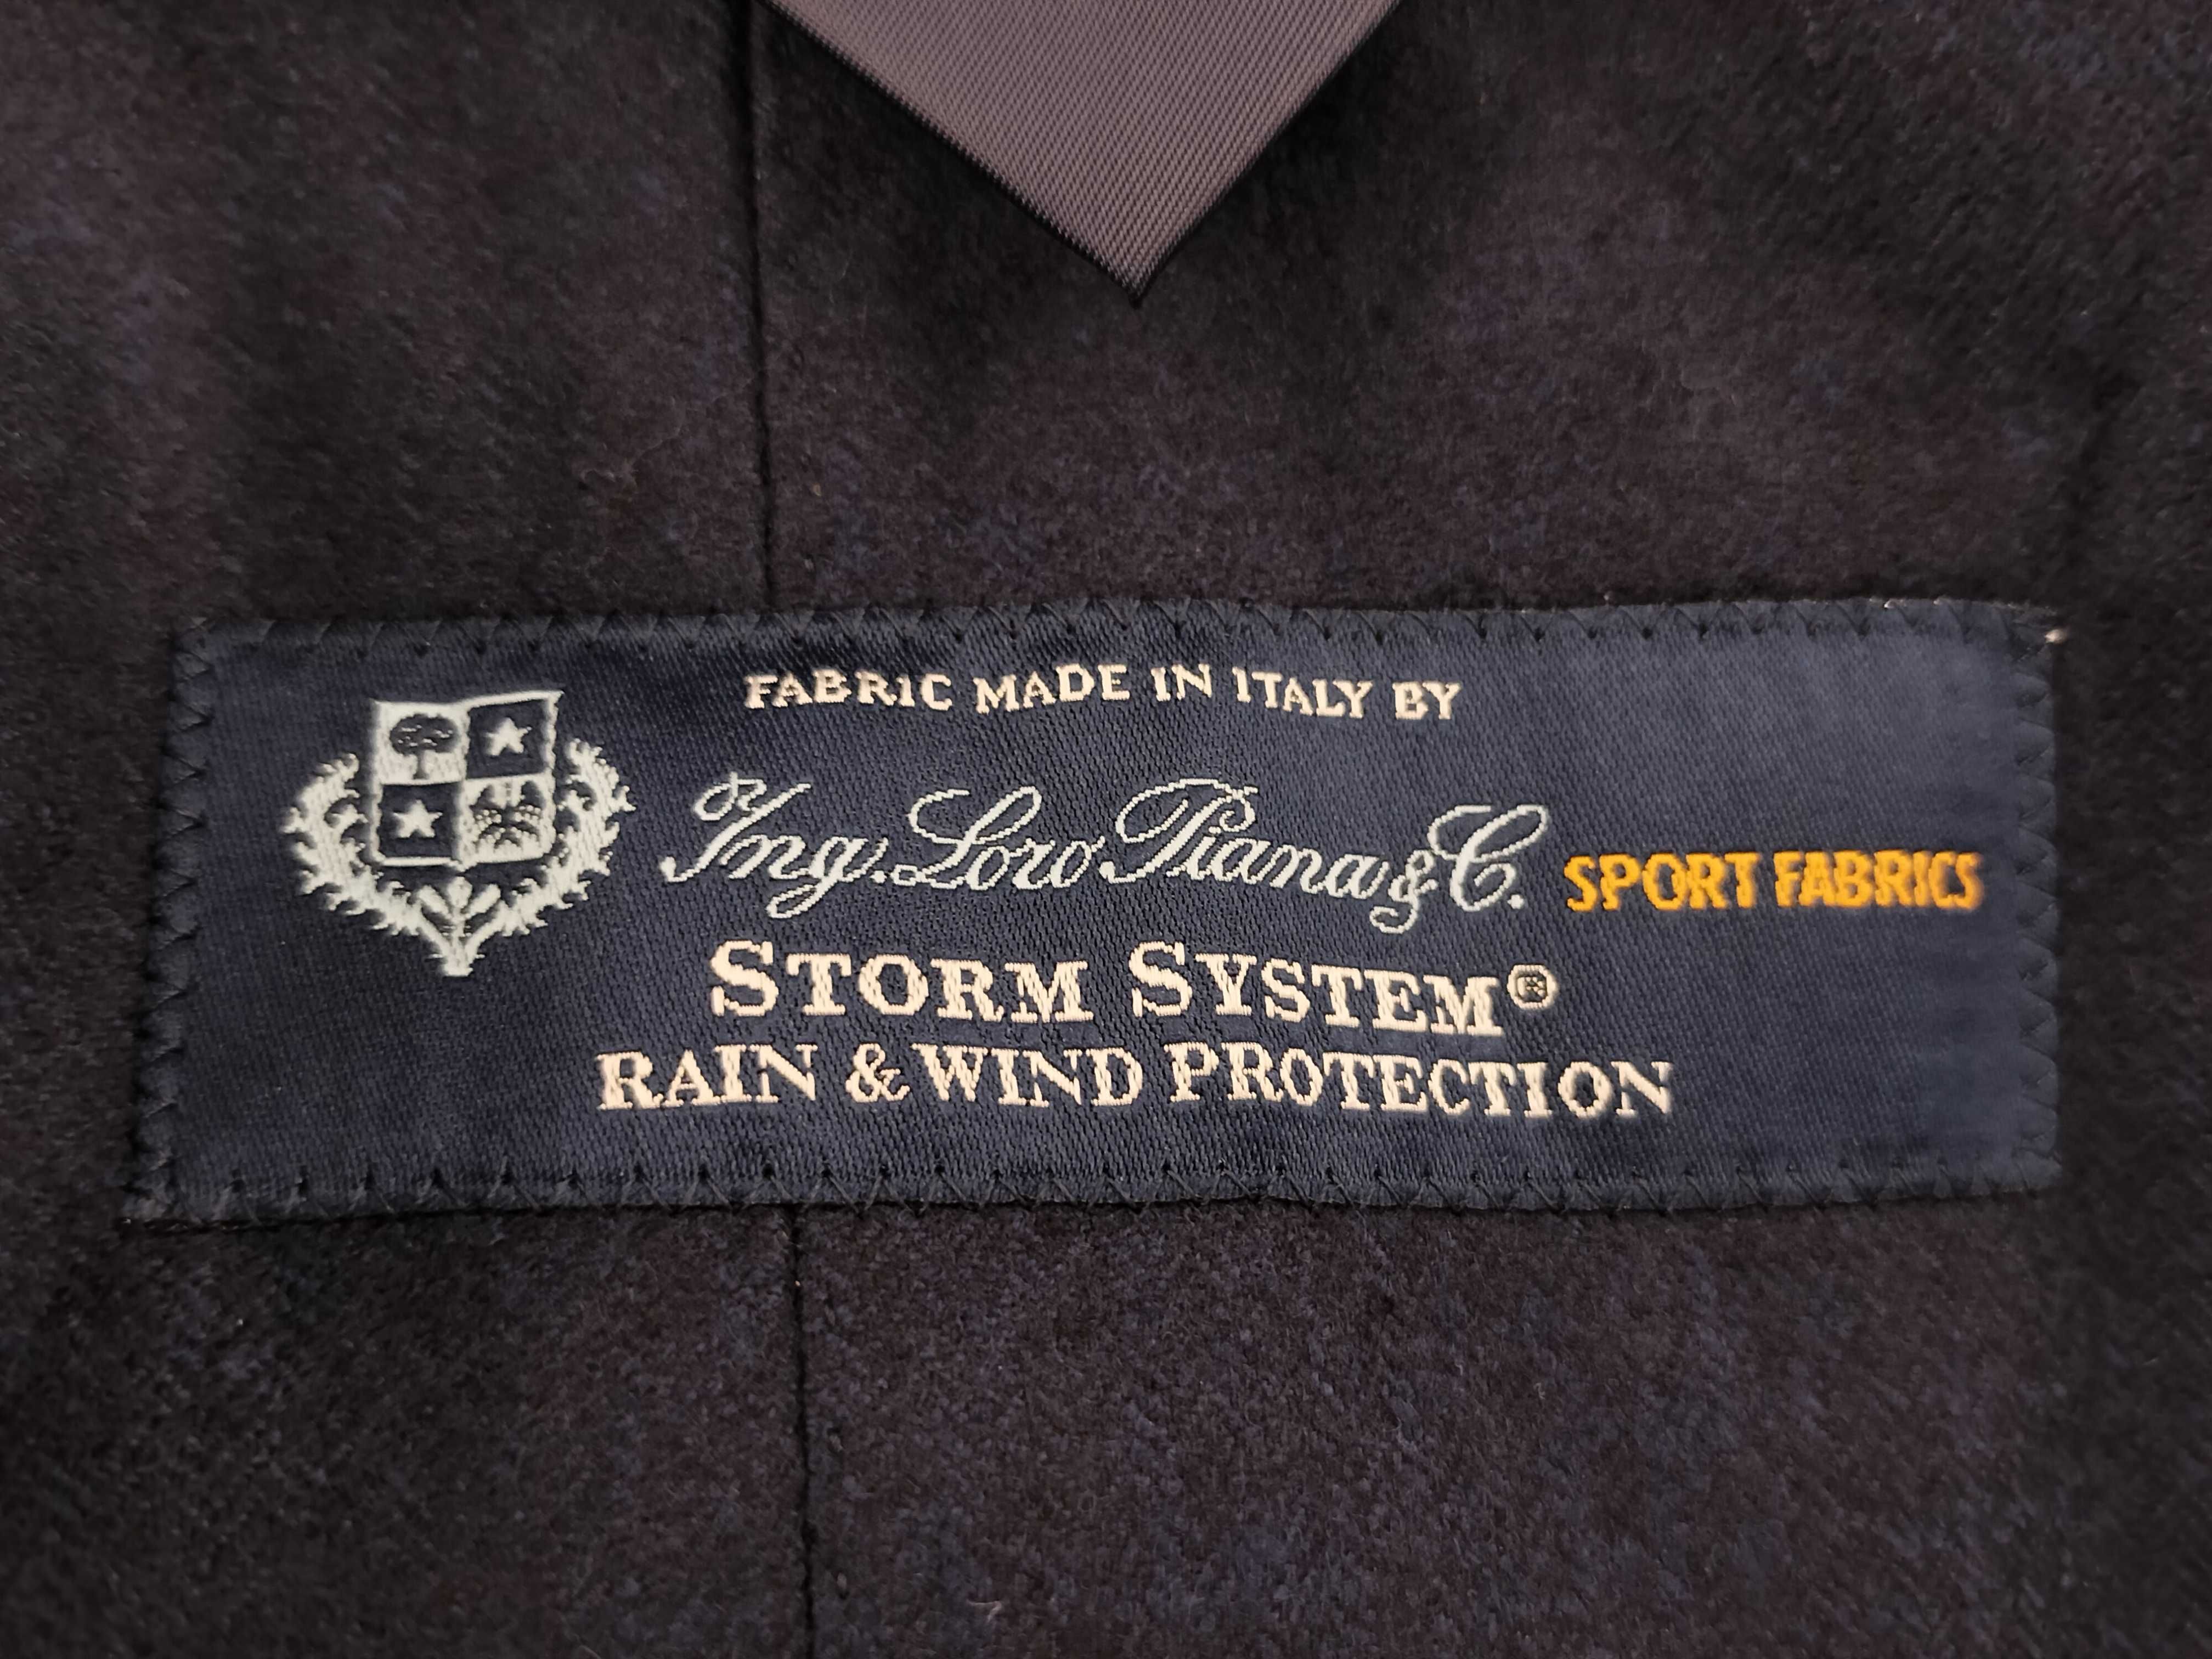 FABRIC MADE IN ITALY BY
Ing. Loro Piana & C. SPORT FABRICS
STORM SYSTEM®
RAIN & WIND PROTECTION